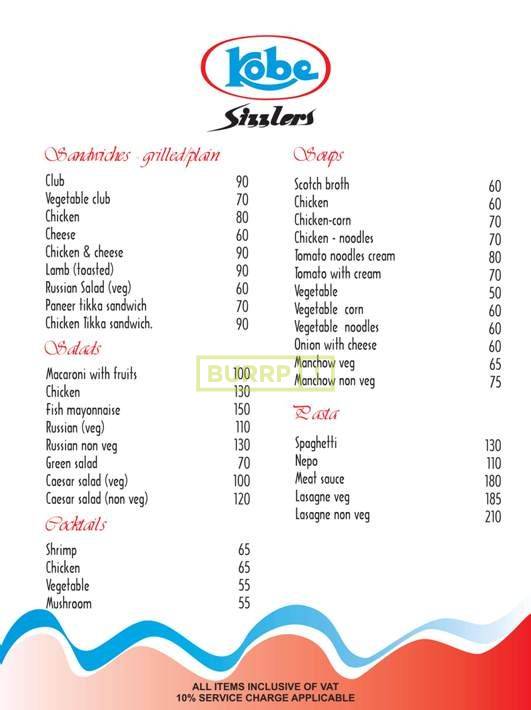 Kobe
Sizzlers
Sandwiches - grilled/plain
Club 90
Vegetable club 70
Chicken 80
Cheese 60
Chicken & cheese 90
Lamb (toasted) 90
Russian Salad (veg) 60
Paneer tikka sandwich 70
Chicken Tikka sandwich. 90
Salads
Macaroni with fruits 100
Chicken 130
Fish mayonnaise 150
Russian (veg) 110
Russian non veg 130
Green salad 70
Caesar salad (veg) 100
Caesar salad (non veg) 120
Cocktails
Shrimp 65
Chicken 65
Vegetable 55
Mushroom 55
Soups
Scotch broth 60
Chicken 60
Chicken-corn 70
Chicken - noodles 70
Tomato noodles cream 80
Tomato with cream 70
Vegetable 50
Vegetable corn 60
Vegetable noodles 60
Onion with cheese 60
Manchow veg 65
Manchow non veg 75
Pasta
Spaghetti 130
Nepo 110
Meat sauce 180
Lasagne veg 185
Lasagne non veg 210
BURRP
ALL ITEMS INCLUSIVE OF VAT
10% SERVICE CHARGE APPLICABLE